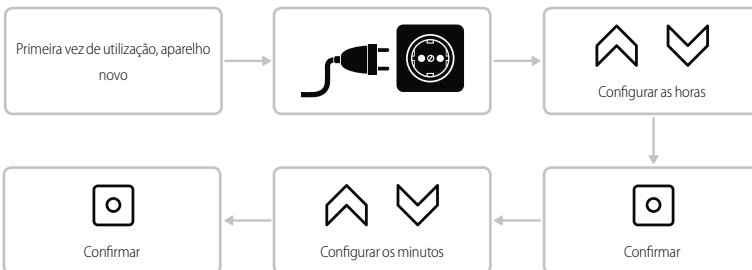 Primeira vez de utilização, aparelho
novo
Configurar as horas
Confirmar
Configurar os minutos
Confirmar